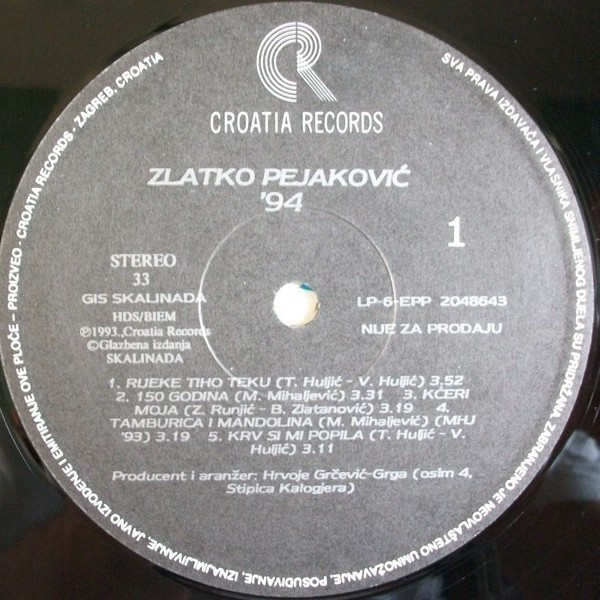 CROATIA RECORDS
ZLATKO PEJAKOVIĆ
'94
1
STEREO
33
GIS SKALINADA
HDS/BIEM
Ⓟ1993.,Croatia Records
©Glazbena izdanja
SKALINADA
LP-6-EPP 2048643
NIJE ZA PRODAJU
1. RIJEKE TIHO TEKU (T. Huljić - V. Huljić) 3.52
2. 150 GODINA (M. Mihaljević) 3.31 3. KĆERI
MOJA (Z. Runjić - B. Zlatanović) 3.19 4.
TAMBURICA I MANDOLINA (M. Mihaljević) (MHJ
'93) 3.19 5. KRV SI MI POPILA (T. Huljić - V.
Huljić) 3.11
Producent i aranžer: Hrvoje Grčević-Grga (osim 4,
Stipica Kalogjera)
SVA PRAVA IZDAVAČA I VLASNIKA SNIMLJENOG DIJELA SU PRIDRŽANA. ZABRANJENO JE NEOVLAŠTENO UMNOŽAVANJE, POSUDIVANJE, IZNAJMLJIVANJE, JAVNO IZVOĐENJE I EMITIRANJE OVE PLOČE - PROIZVEO - CROATIA RECORDS - ZAGREB, CROATIA